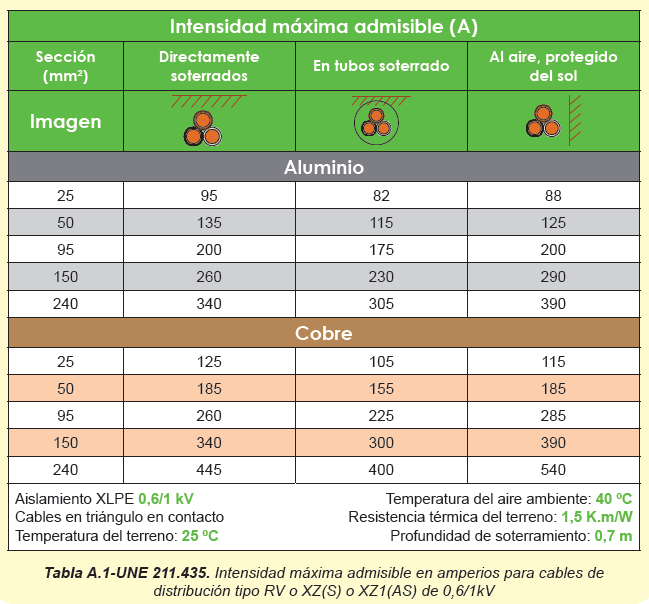 Intensidad máxima admisible (A)
Sección (mm²) Directamente soterrados En tubos soterrado Al aire, protegido del sol
Imagen
Aluminio
25 95 82 88
50 135 115 125
95 200 175 200
150 260 230 290
240 340 305 390
Cobre
25 125 105 115
50 185 155 185
95 260 225 285
150 340 300 390
240 445 400 540
Aislamiento XLPE 0,6/1 kV Temperatura del aire ambiente: 40 ºC
Cables en triángulo en contacto Resistencia térmica del terreno: 1,5 K.m/W
Temperatura del terreno: 25 ºC Profundidad de soterramiento: 0,7 m
Tabla A.1-UNE 211.435. Intensidad máxima admisible en amperios para cables de
distribución tipo RV o XZ(S) o XZ1(AS) de 0,6/1kV